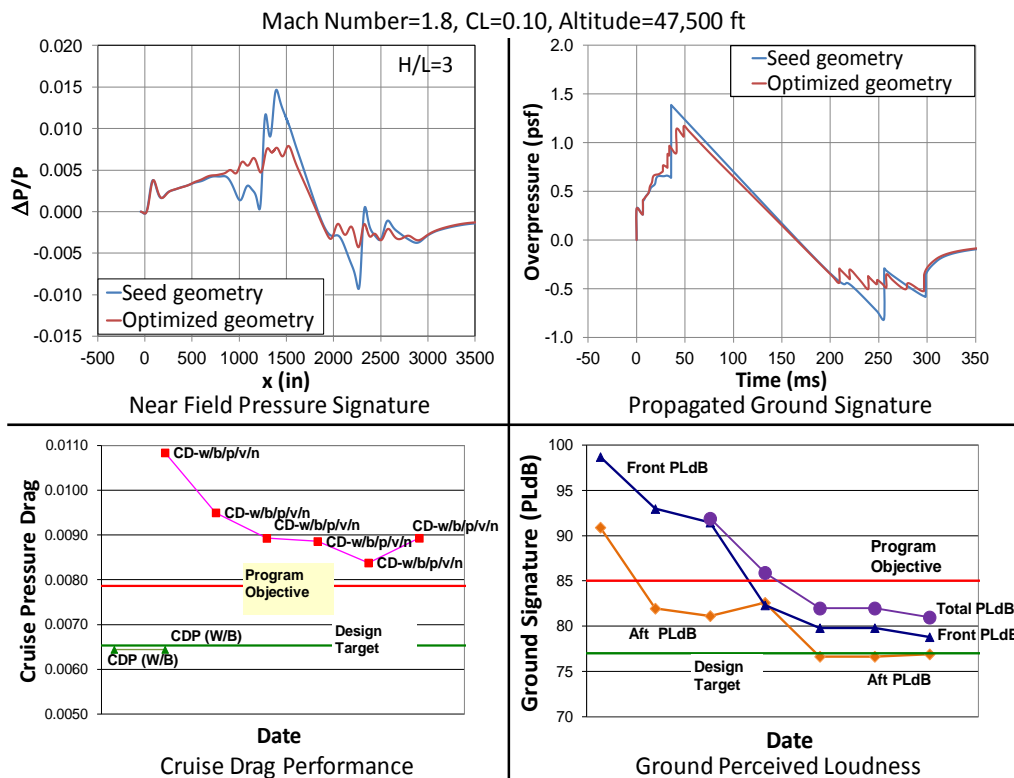 Mach Number=1.8, CL=0.10, Altitude=47,500 ft
0.020
0.015
0.010
0.005
0.000
-0.005
-0.010
-0.015
ΔP/P
H/L=3
Seed geometry
Optimized geometry
-500 0 500 1000 1500 2000 2500 3000 3500
x (in)
Near Field Pressure Signature
2.0
1.5
1.0
0.5
0.0
-0.5
-1.0
Overpressure (psf)
Seed geometry
Optimized geometry
-50 0 50 100 150 200 250 300 350
Time (ms)
Propagated Ground Signature
0.0110
0.0100
0.0090
0.0080
0.0070
0.0060
0.0050
Cruise Pressure Drag
CD-w/b/p/v/n
CD-w/b/p/v/n
CD-w/b/p/v/n
CD-w/b/p/v/n
CD-w/b/p/v/n
CD-w/b/p/v/n
Program
Objective
Design
Target
CDP (W/B)
CDP (W/B)
Date
Cruise Drag Performance
100
95
90
85
80
75
70
Ground Signature (PLdB)
Front PLdB
Program
Objective
Total PLdB
Aft PLdB
Front PLdB
Design
Target
Aft PLdB
Date
Ground Perceived Loudness